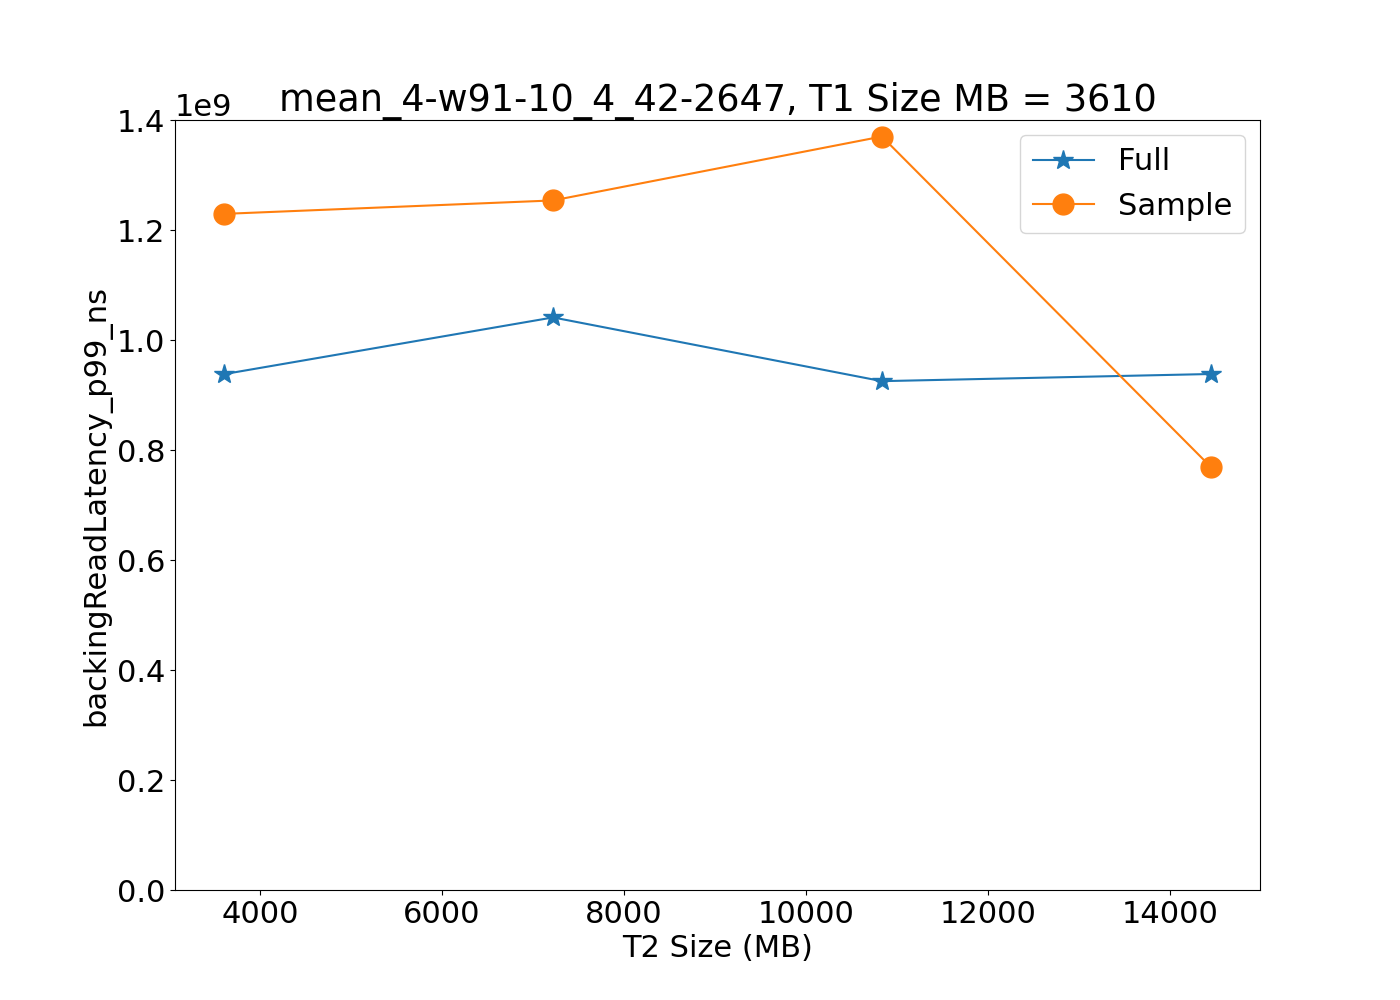 mean_4-w91-10_4_42-2647, T1 Size MB = 3610
1e9
1.4
1.2
1.0
0.8
0.6
0.4
0.2
0.0
backingReadLatency_p99_ns
Full
Sample
4000 6000 8000 10000 12000 14000
T2 Size (MB)